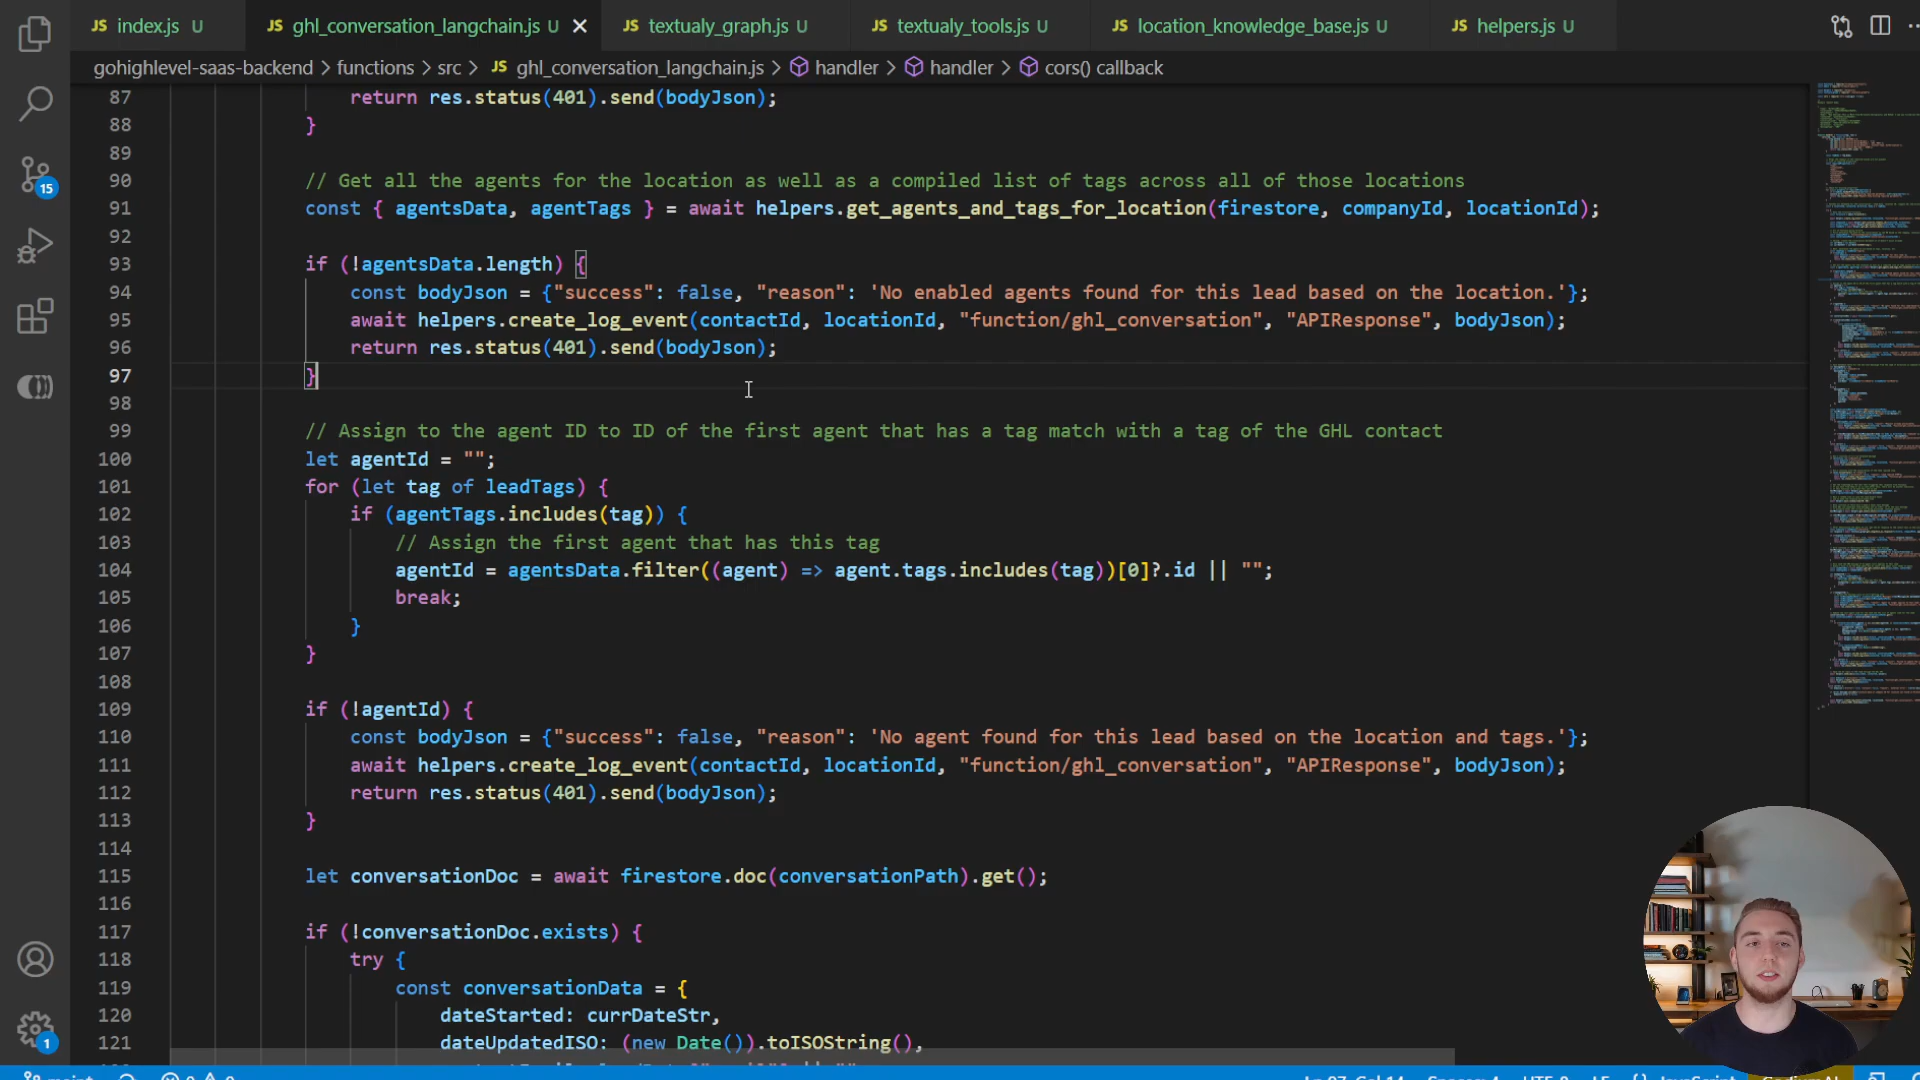 JS index.js U
JS ghl_conversation_langchain.js U
JS textualy_graph.js U
JS textualy_tools.js U
JS location_knowledge_base.js U
JS helpers.js U
gohighlevel-saas-backend > functions > src > JS ghl_conversation_langchain.js > handler > handler > cors() callback
87 return res.status(401).send(bodyJson);
88 }
89
90 // Get all the agents for the location as well as a compiled list of tags across all of those locations
91 const { agentsData, agentTags } = await helpers.get_agents_and_tags_for_location(firestore, companyId, locationId);
92
93 if (!agentsData.length) {
94 const bodyJson = {"success": false, "reason": 'No enabled agents found for this lead based on the location.'};
95 await helpers.create_log_event(contactId, locationId, "function/ghl_conversation", "APIResponse", bodyJson);
96 return res.status(401).send(bodyJson);
97 }
98
99 // Assign to the agent ID to ID of the first agent that has a tag match with a tag of the GHL contact
100 let agentId = "";
101 for (let tag of leadTags) {
102 if (agentTags.includes(tag)) {
103 // Assign the first agent that has this tag
104 agentId = agentsData.filter((agent) => agent.tags.includes(tag))[0]?.id || "";
105 break;
106 }
107 }
108
109 if (!agentId) {
110 const bodyJson = {"success": false, "reason": 'No agent found for this lead based on the location and tags.'};
111 await helpers.create_log_event(contactId, locationId, "function/ghl_conversation", "APIResponse", bodyJson);
112 return res.status(401).send(bodyJson);
113 }
114
115 let conversationDoc = await firestore.doc(conversationPath).get();
116
117 if (!conversationDoc.exists) {
118 try {
119 const conversationData = {
120 dateStarted: currDateStr,
121 dateUpdatedISO: (new Date()).toISOString(),
15
1